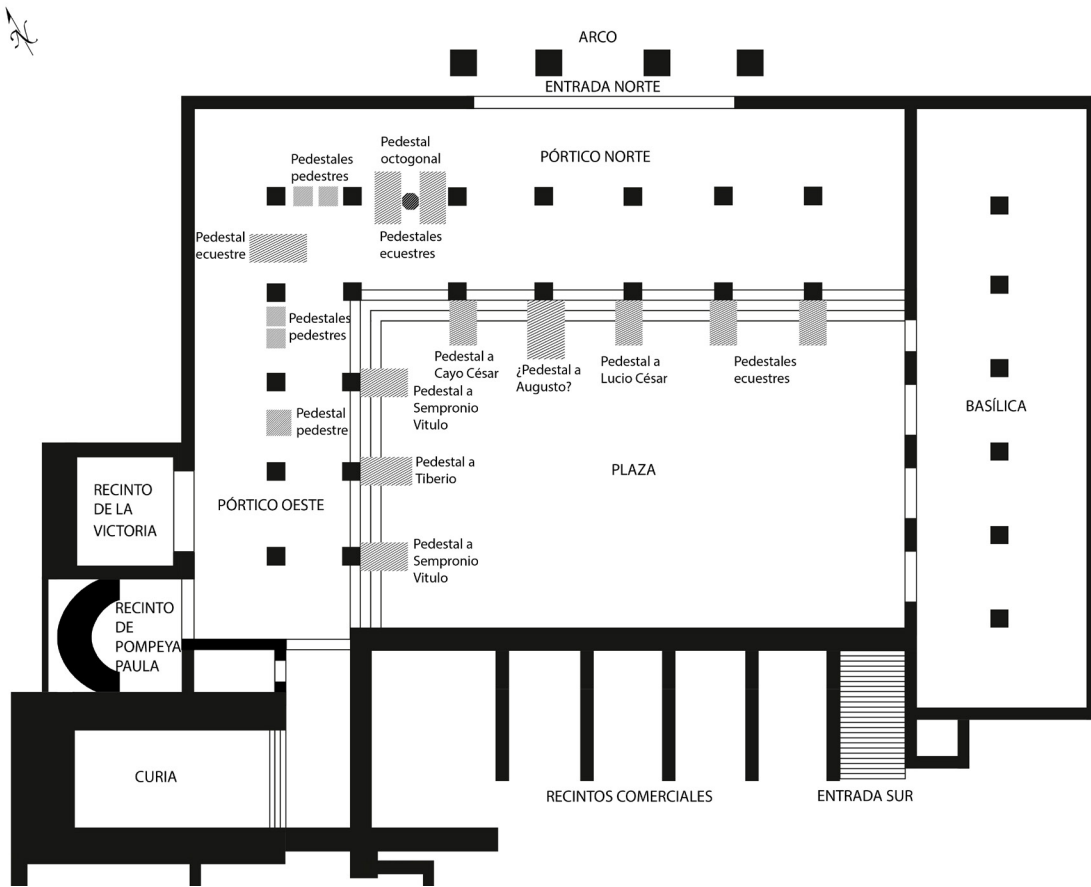 N
ARCO
ENTRADA NORTE
Pedestal
octogonal
Pedestales
pedestres
PÓRTICO NORTE
Pedestal
ecuestre
Pedestales
ecuestres
Pedestales
pedestres
Pedestal a
Cayo César
¿Pedestal a
Augusto?
Pedestal a
Lucio César
Pedestales
ecuestres
Pedestal a
Sempronio
Vitulo
BASÍLICA
Pedestal
pedestre
Pedestal a
Tiberio
PLAZA
RECINTO
DE LA
VICTORIA
PÓRTICO OESTE
Pedestal a
Sempronio
Vitulo
RECINTO
DE
POMPEYA
PAULA
CURIA
RECINTOS COMERCIALES
ENTRADA SUR